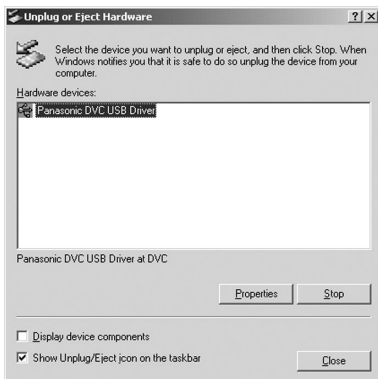 Unplug or Eject Hardware
Select the device you want to unplug or eject, and then click Stop. When
Windows notifies you that it is safe to do so unplug the device from your
computer.
Hardware devices:
Panasonic DVC USB Driver
Panasonic DVC USB Driver at DVC
Properties
Stop
Display device components
Show Unplug/Eject icon on the taskbar
Close